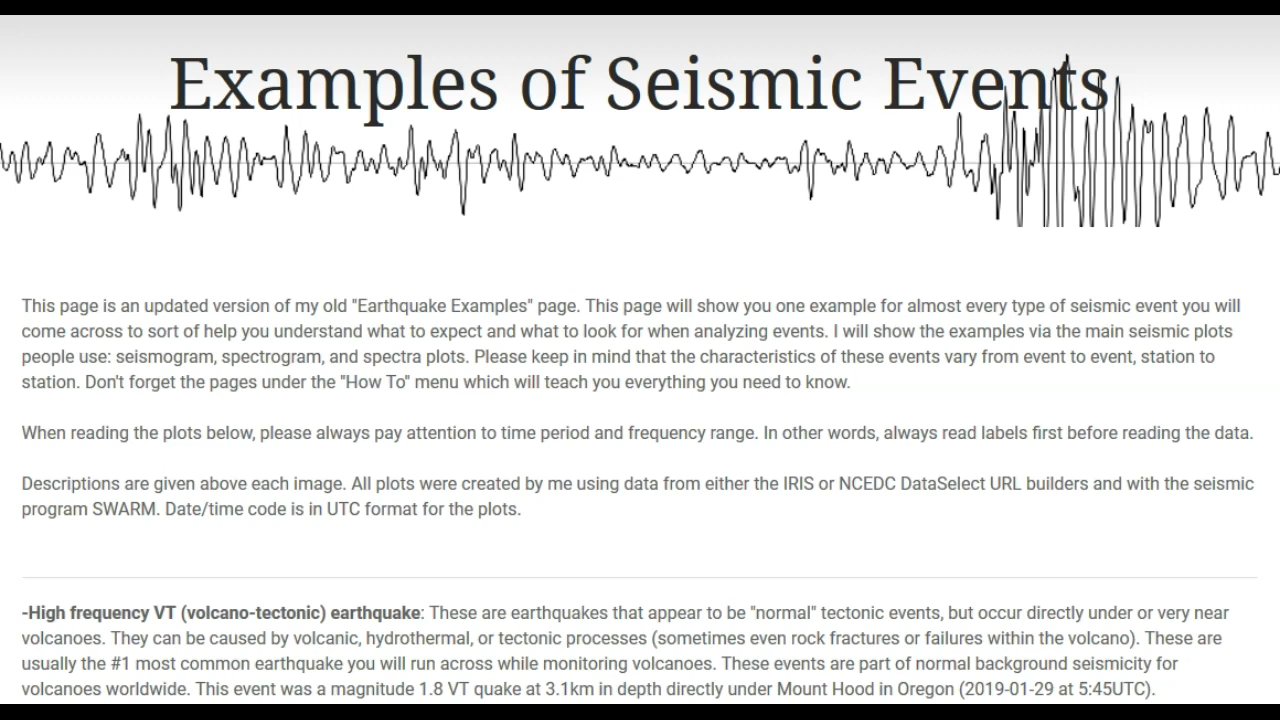 Examples of Seismic Events
This page is an updated version of my old "Earthquake Examples" page. This page will show you one example for almost every type of seismic event you will
come across to sort of help you understand what to expect and what to look for when analyzing events. I will show the examples via the main seismic plots
people use: seismogram, spectrogram, and spectra plots. Please keep in mind that the characteristics of these events vary from event to event, station to
station. Don't forget the pages under the "How To" menu which will teach you everything you need to know.
When reading the plots below, please always pay attention to time period and frequency range. In other words, always read labels first before reading the data.
Descriptions are given above each image. All plots were created by me using data from either the IRIS or NCEDC DataSelect URL builders and with the seismic
program SWARM. Date/time code is in UTC format for the plots.
-High frequency VT (volcano-tectonic) earthquake: These are earthquakes that appear to be "normal" tectonic events, but occur directly under or very near
volcanoes. They can be caused by volcanic, hydrothermal, or tectonic processes (sometimes even rock fractures or failures within the volcano). These are
usually the #1 most common earthquake you will run across while monitoring volcanoes. These events are part of normal background seismicity for
volcanoes worldwide. This event was a magnitude 1.8 VT quake at 3.1km in depth directly under Mount Hood in Oregon (2019-01-29 at 5:45UTC).